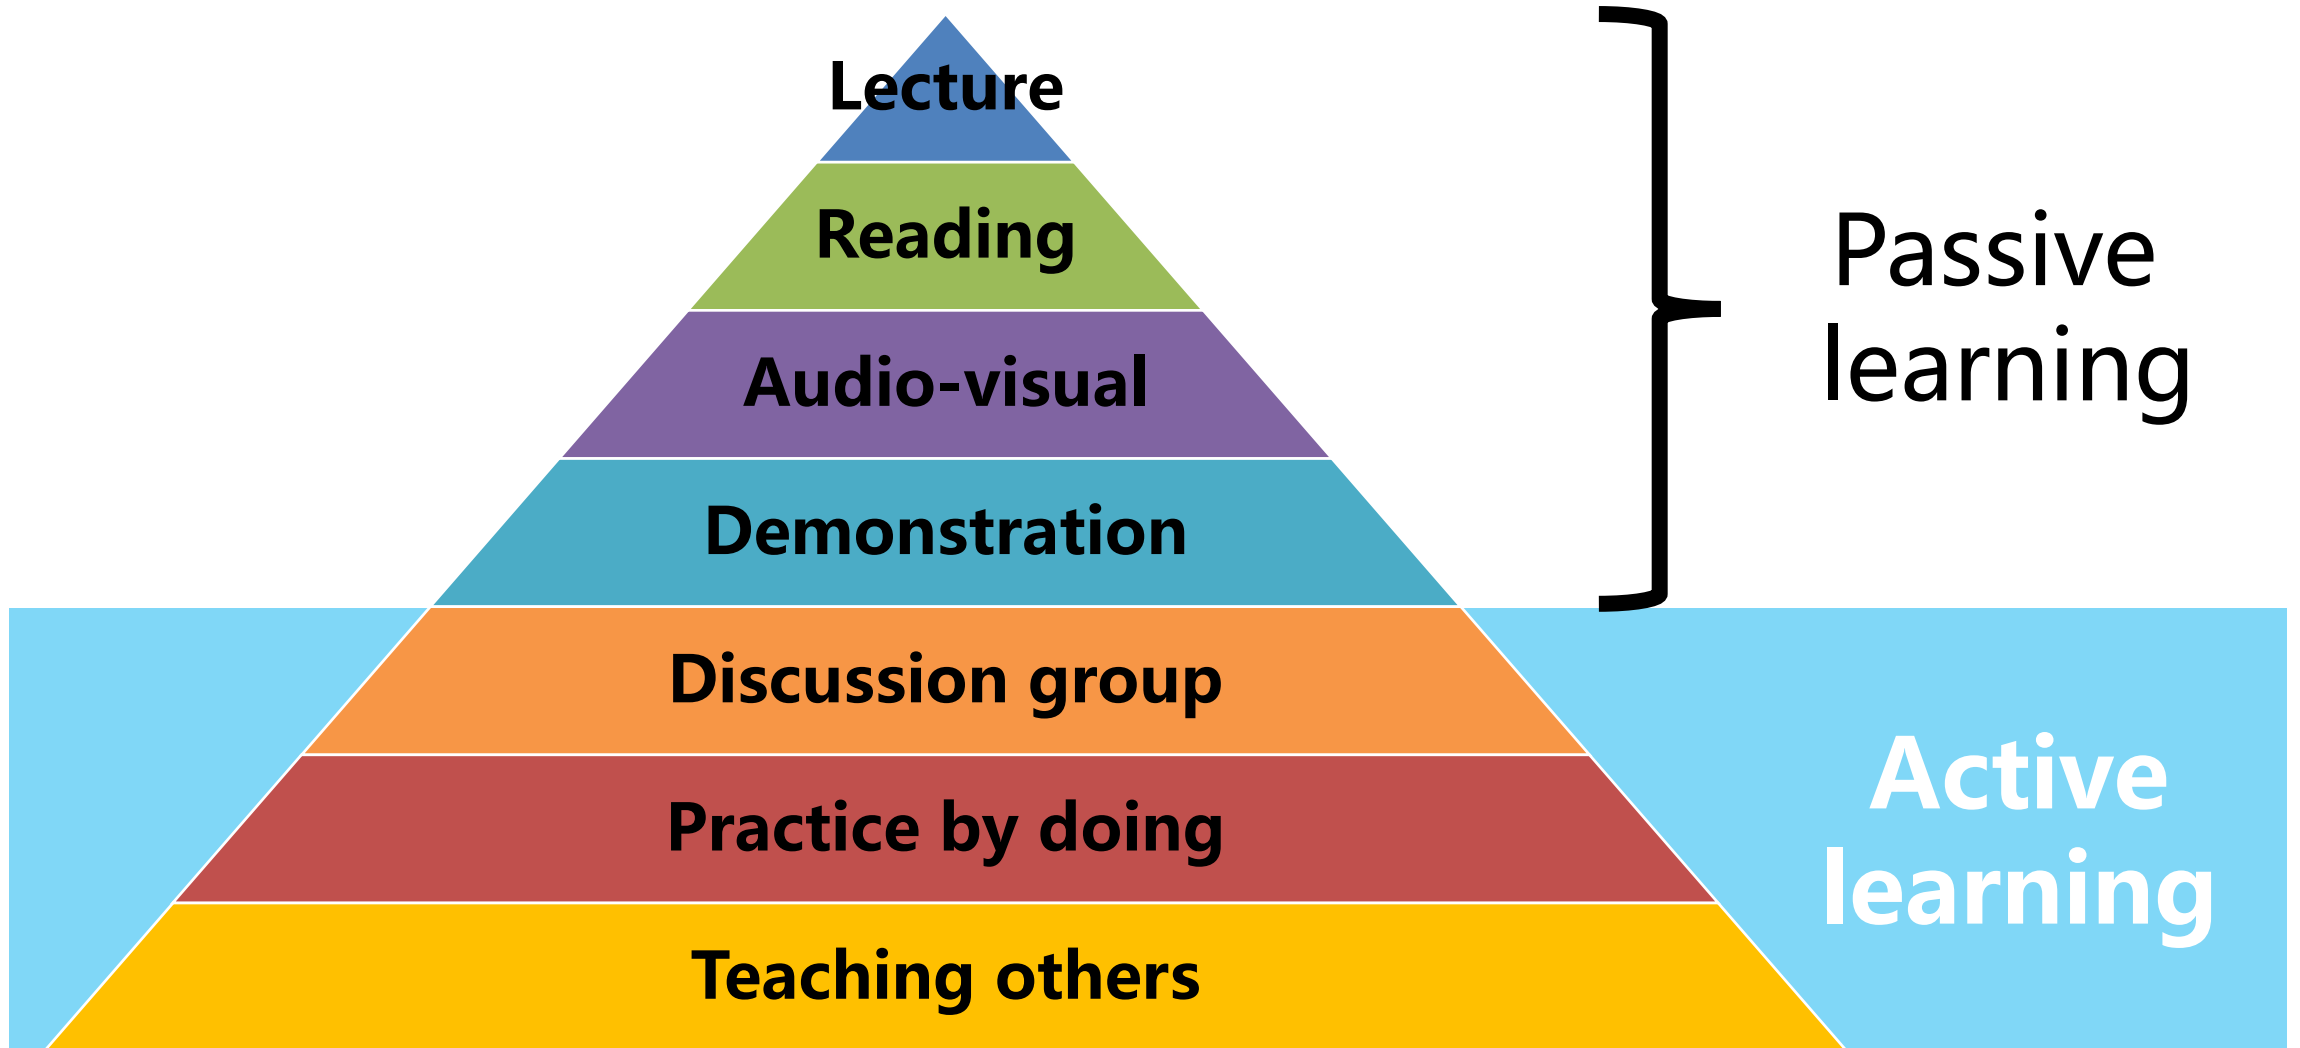 Lecture
Reading
Audio-visual
Demonstration
Discussion group
Practice by doing
Teaching others
Passive
learning
Active
learning